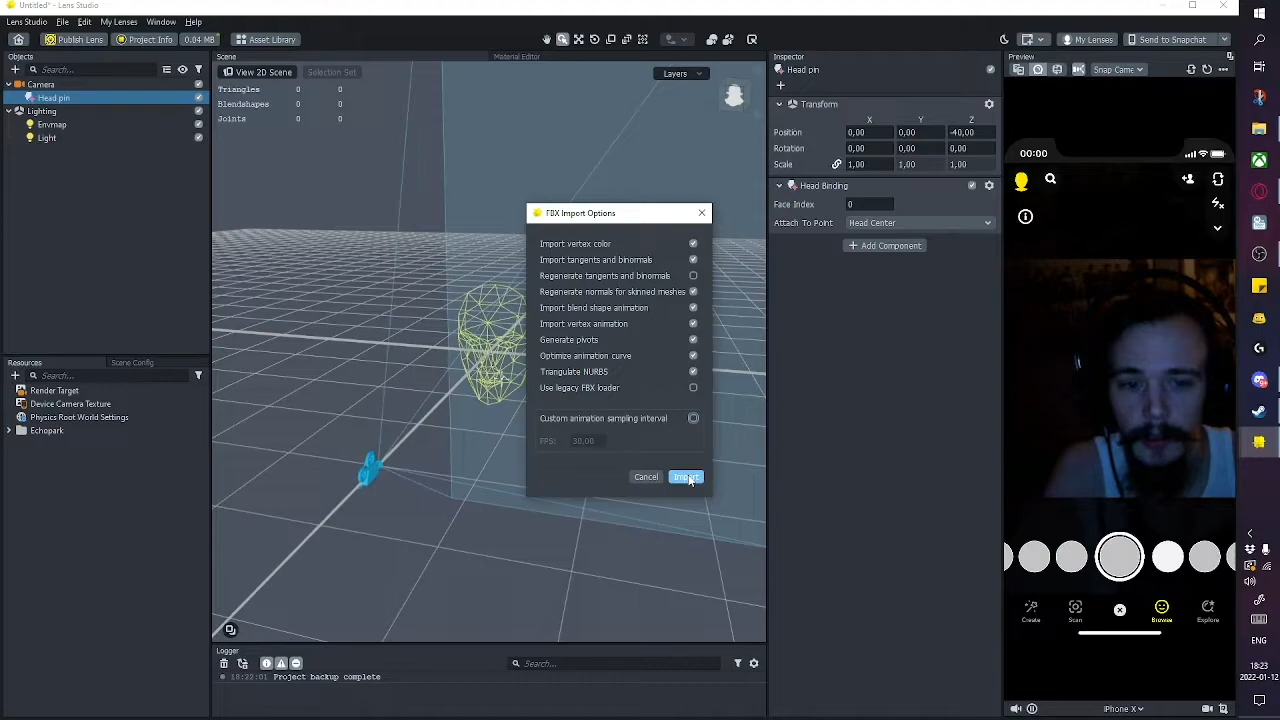 Untitled* - Lens Studio
Lens Studio File Edit My Lenses Window Help
Publish Lens Project Info 0.04 MB Asset Library My Lenses Send to Snapchat
Objects
Search...
Camera
Head pin
Lighting
Envmap
Light
Resources Scene Config
Search...
Render Target
Device Camera Texture
Physics Root World Settings
Echopark
Scene Material Editor
View 2D Scene Selection Set Layers
Triangles 0 0
Blendshapes 0 0
Joints 0 0
FBX Import Options
Import vertex color
Import tangents and binormals
Regenerate tangents and binormals
Regenerate normals for skinned meshes
Import blend shape animation
Import vertex animation
Generate pivots
Optimize animation curve
Triangulate NURBS
Use legacy FBX loader
Custom animation sampling interval
FPS: 30,00
Cancel Import
Logger
Search...
18:22:01 Project backup complete
Inspector
Head pin
Transform
X Y Z
Position 0,00 0,00 -40,00
Rotation 0,00 0,00 0,00
Scale 1,00 1,00 1,00
Head Binding
Face Index 0
Attach To Point Head Center
Add Component
Preview
Snap Came
00:00
Create Scan Browse Explore
iPhone X
ENG
18:23
2022-01-12